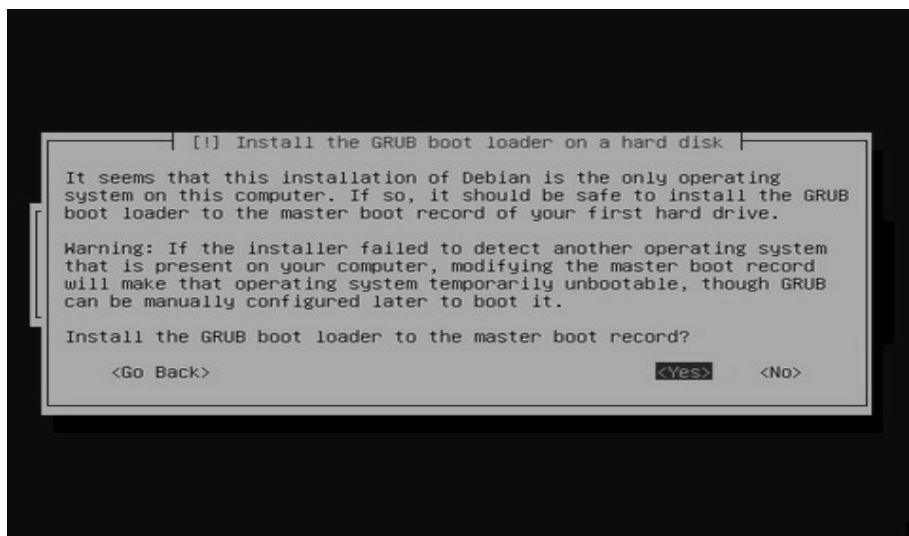 [!] Install the GRUB boot loader on a hard disk
It seems that this installation of Debian is the only operating
system on this computer. If so, it should be safe to install the GRUB
boot loader to the master boot record of your first hard drive.
Warning: If the installer failed to detect another operating system
that is present on your computer, modifying the master boot record
will make that operating system temporarily unbootable, though GRUB
can be manually configured later to boot it.
Install the GRUB boot loader to the master boot record?
<Go Back> <Yes> <No>